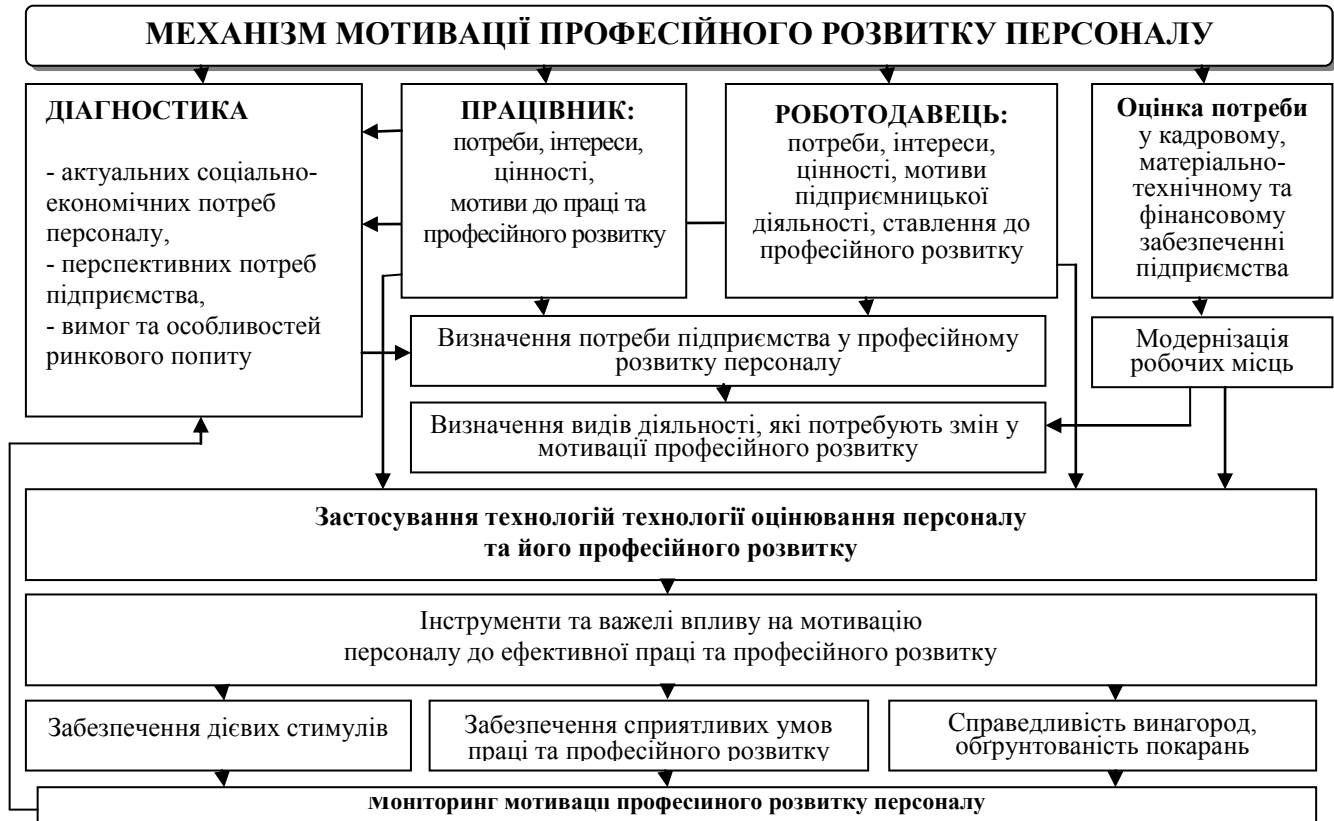 МЕХАНІЗМ МОТИВАЦІЇ ПРОФЕСІЙНОГО РОЗВИТКУ ПЕРСОНАЛУ
ДІАГНОСТИКА
- актуальних соціально-
економічних потреб
персоналу,
- перспективних потреб
підприємства,
- вимог та особливостей
ринкового попиту
ПРАЦІВНИК:
потреби, інтереси,
цінності,
мотиви до праці та
професійного розвитку
РОБОТОДАВЕЦЬ:
потреби, інтереси,
цінності, мотиви
підприємницької
діяльності, ставлення до
професійного розвитку
Оцінка потреби
у кадровому,
матеріально-
технічному та
фінансовому
забезпеченні
підприємства
Визначення потреби підприємства у професійному
розвитку персоналу
Модернізація
робочих місць
Визначення видів діяльності, які потребують змін у
мотивації професійного розвитку
Застосування технологій технології оцінювання персоналу
та його професійного розвитку
Інструменти та важелі впливу на мотивацію
персоналу до ефективної праці та професійного розвитку
Забезпечення дієвих стимулів
Забезпечення сприятливих умов
праці та професійного розвитку
Справедливість винагород,
обґрунтованість покарань
Моніторинг мотивації професійного розвитку персоналу